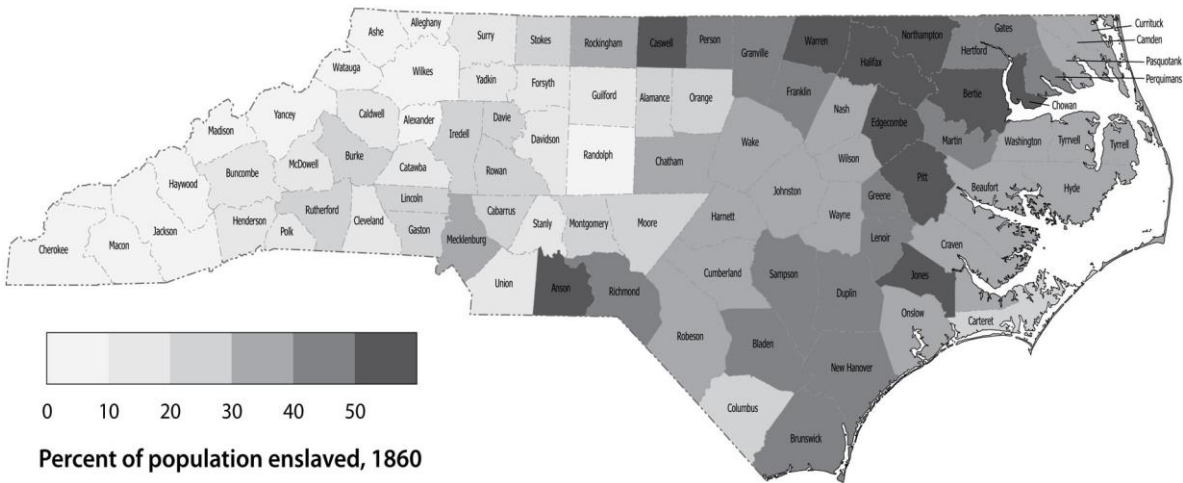 Alleghany
Ashe
Surry
Stokes
Rockingham
Caswell
Person
Granville
Warren
Northampton
Gates
Hertford
Currituck
Camden
Pasquotank
Perquimans
Chowan
Watauga
Wilkes
Yadkin
Forsyth
Guilford
Alamance
Orange
Franklin
Halifax
Nash
Bertie
Edgecombe
Martin
Washington
Tyrrell
Tyrrell
Madison
Yancey
Caldwell
Alexander
Iredell
Davie
Davidson
Randolph
Chatham
Wake
Wilson
Pitt
Beaufort
Hyde
Haywood
Buncombe
McDowell
Burke
Catawba
Rowan
Johnston
Greene
Wayne
Lenoir
Craven
Cherokee
Macon
Jackson
Henderson
Polk
Rutherford
Cleveland
Lincoln
Gaston
Mecklenburg
Cabarrus
Stanly
Montgomery
Moore
Harnett
Cumberland
Sampson
Duplin
Jones
Union
Anson
Richmond
Robeson
Bladen
Onslow
Carteret
New Hanover
Columbus
Brunswick
0 10 20 30 40 50
Percent of population enslaved, 1860